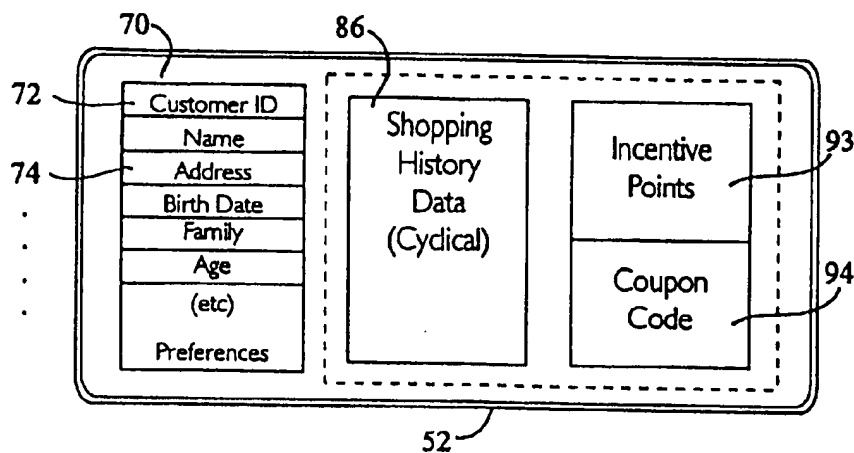 70
86
72
Customer ID
Name
74
Address
Birth Date
Family
Age
(etc)
Preferences
Shopping
History
Data
(Cyclical)
Incentive
Points
93
Coupon
Code
94
52